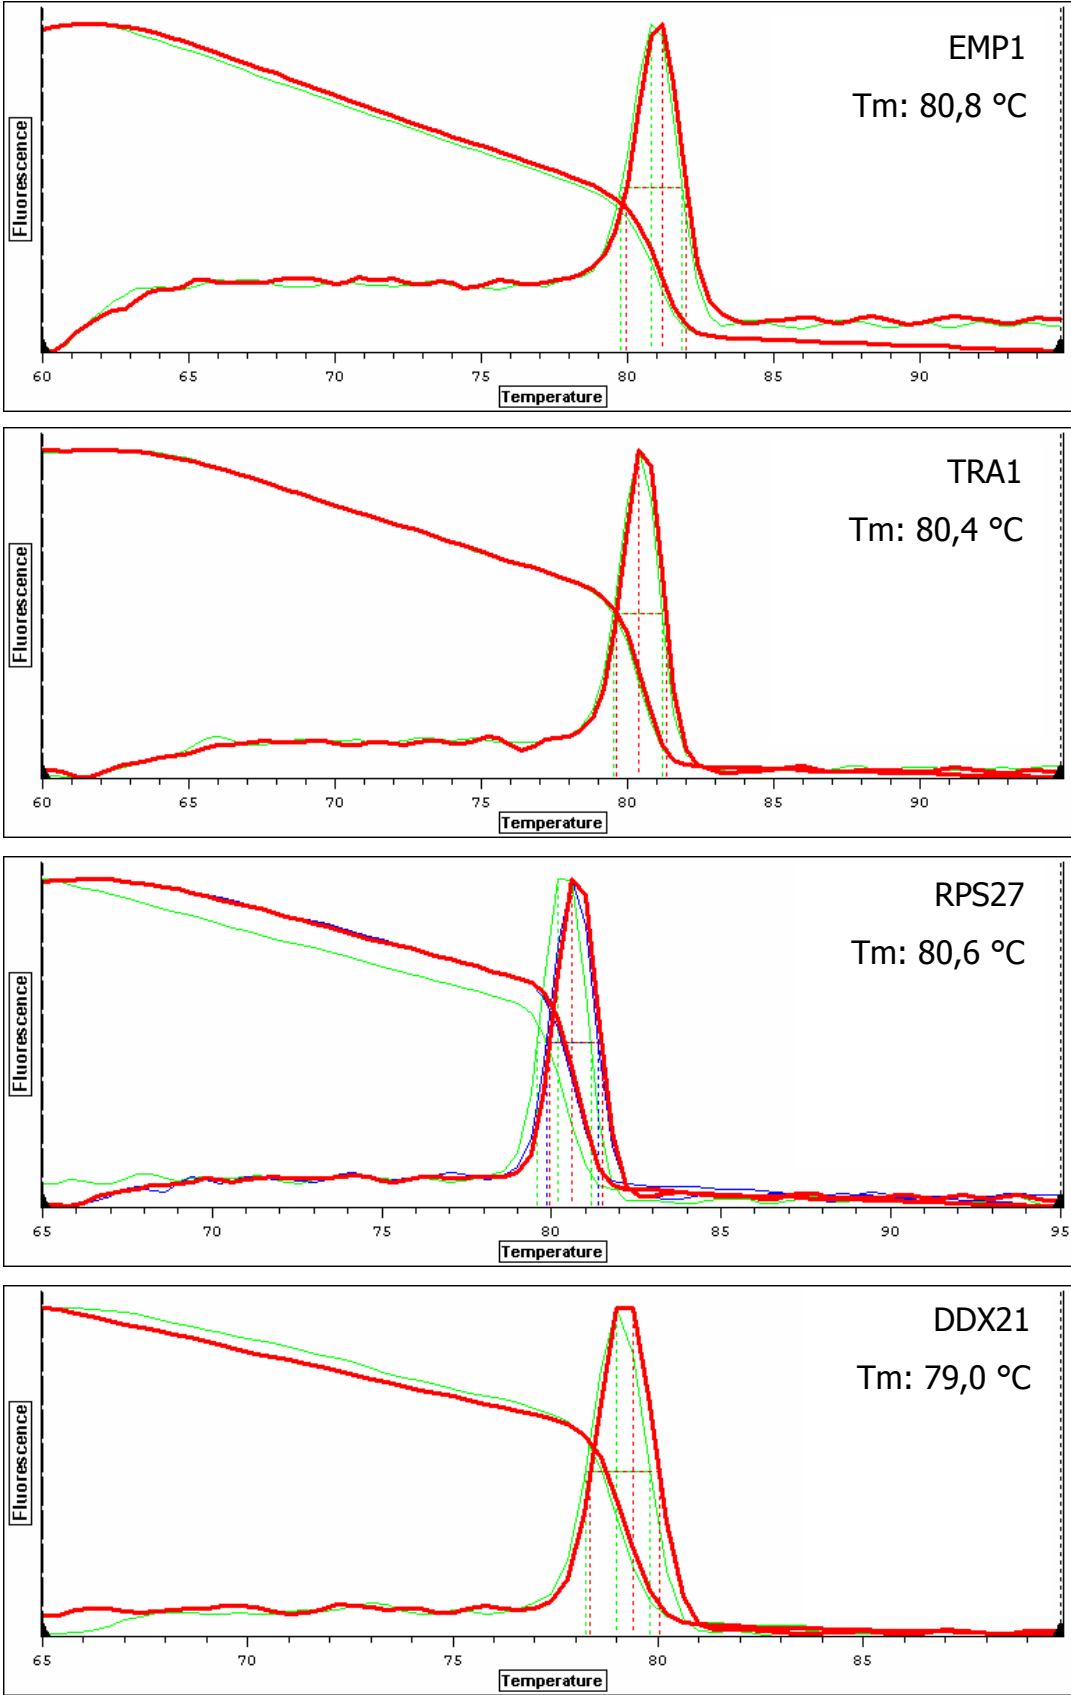 EMP1
Tm: 80,8 °C
Fluorescence
60 65 70 75 80 85 90
Temperature
TRA1
Tm: 80,4 °C
Fluorescence
60 65 70 75 80 85 90
Temperature
RPS27
Tm: 80,6 °C
Fluorescence
65 70 75 80 85 90 95
Temperature
DDX21
Tm: 79,0 °C
Fluorescence
65 70 75 80 85
Temperature